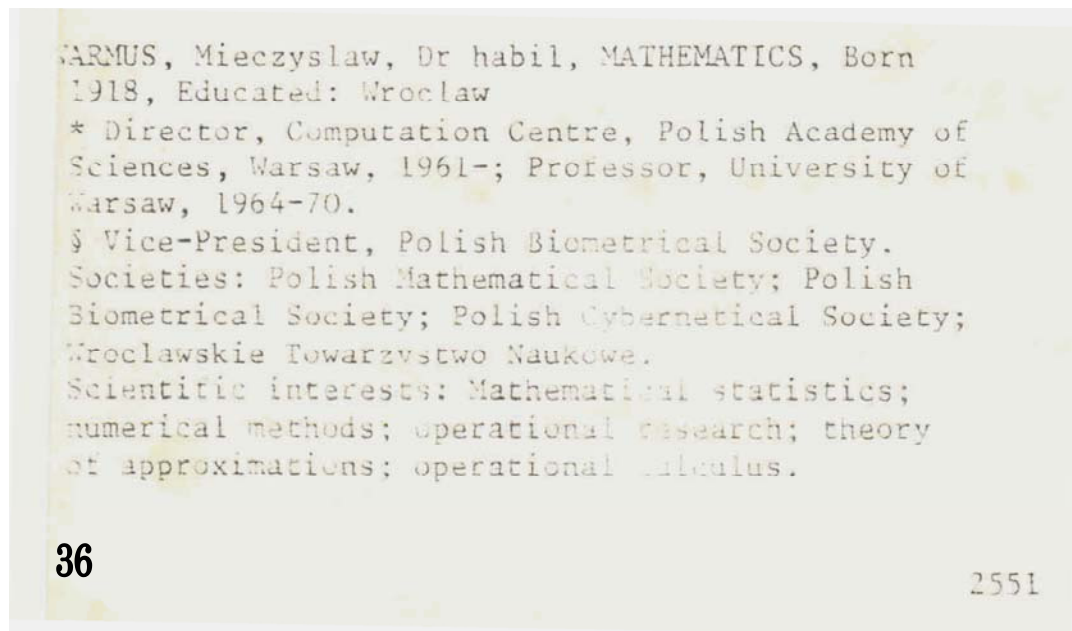 WARMUS, Mieczyslaw, Dr habil, MATHEMATICS, Born
1918, Educated: Wroclaw
* Director, Computation Centre, Polish Academy of
Sciences, Warsaw, 1961-; Professor, University of
Warsaw, 1964-70.
§ Vice-President, Polish Biometrical Society.
Societies: Polish Mathematical Society; Polish
Biometrical Society; Polish Cybernetical Society;
Wroclawskie Towarzystwo Naukowe.
Scientific interests: Mathematical statistics;
numerical methods; operational research; theory
of approximations; operational calculus.
36
2551